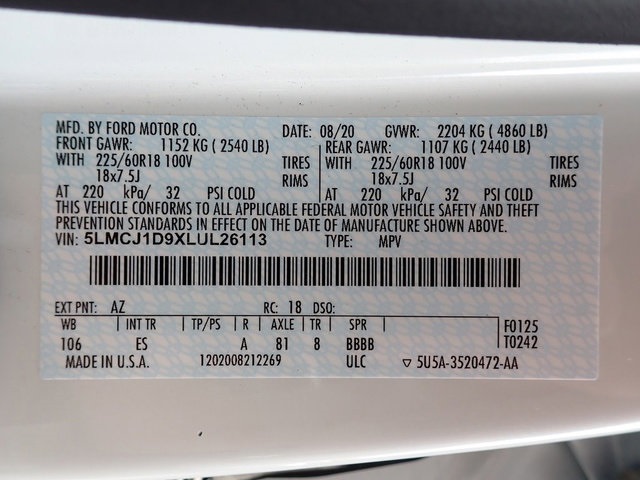 MFD. BY FORD MOTOR CO. DATE: 08/20 GVWR: 2204 KG ( 4860 LB)
FRONT GAWR: 1152 KG ( 2540 LB) REAR GAWR: 1107 KG ( 2440 LB)
WITH 225/60R18 100V TIRES WITH 225/60R18 100V TIRES
18x7.5J RIMS 18x7.5J RIMS
AT 220 kPa/ 32 PSI COLD AT 220 kPa/ 32 PSI COLD
THIS VEHICLE CONFORMS TO ALL APPLICABLE FEDERAL MOTOR VEHICLE SAFETY AND THEFT
PREVENTION STANDARDS IN EFFECT ON THE DATE OF MANUFACTURE SHOWN ABOVE.
VIN: 5LMCJ1D9XLUL26113 TYPE: MPV
EXT PNT: AZ RC: 18 DSO:
WB INT TR TP/PS R AXLE TR SPR F0125
106 ES A 81 8 BBBB T0242
MADE IN U.S.A. 1202008212269 ULC ▽ 5U5A-3520472-AA